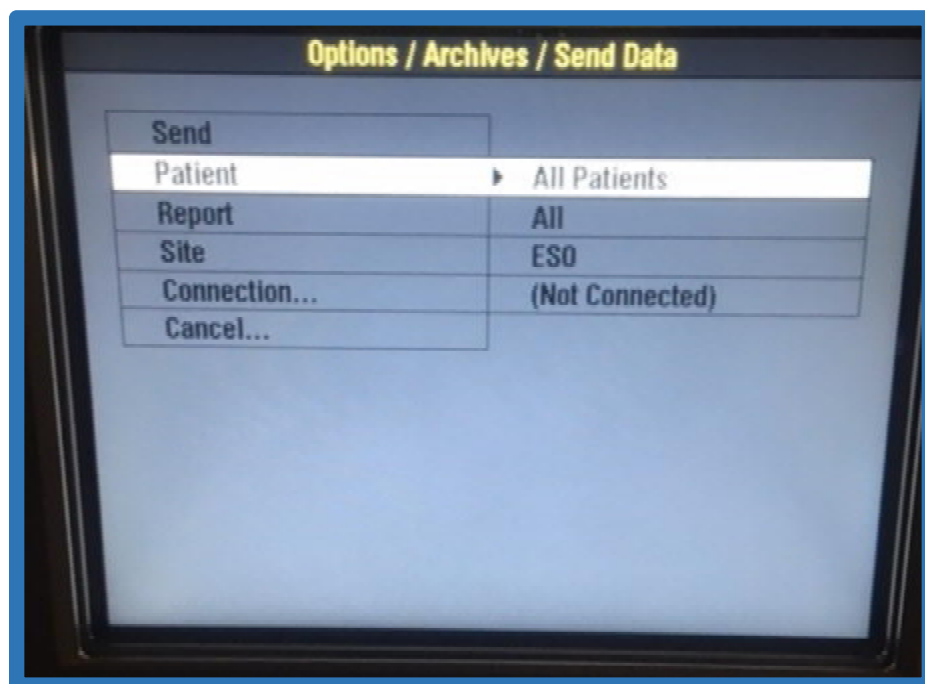 Options / Archives / Send Data
Send
Patient ▸ All Patients
Report All
Site ESO
Connection... (Not Connected)
Cancel...